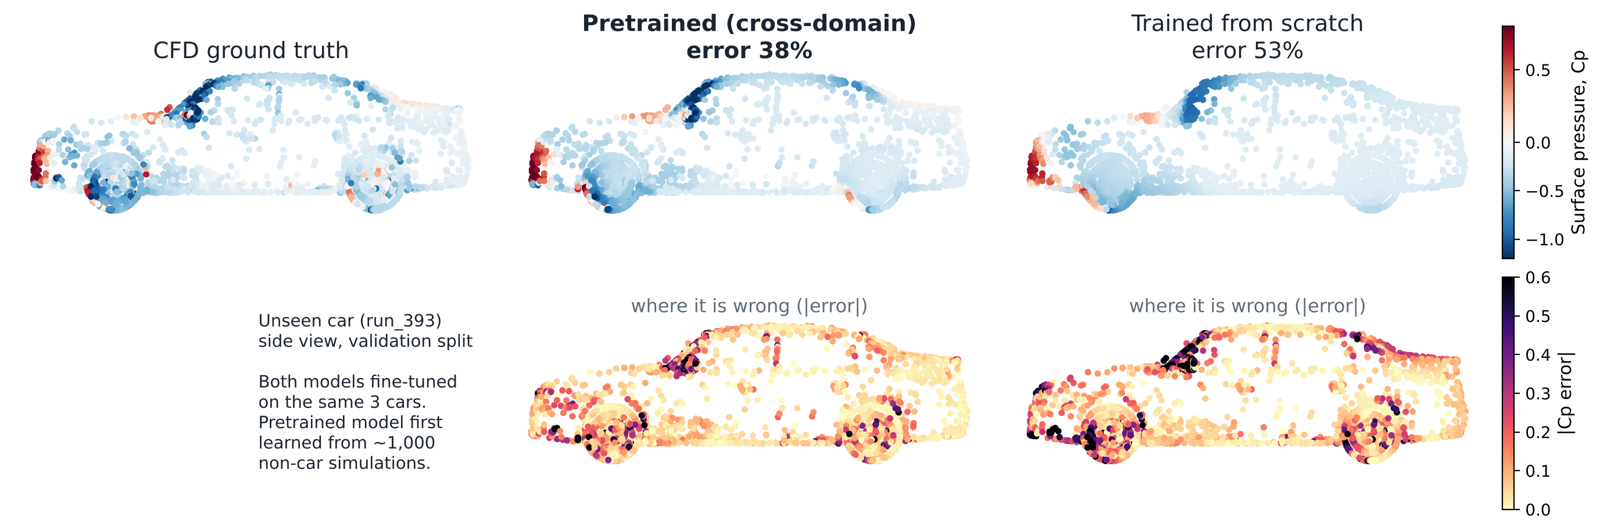 CFD ground truth
Pretrained (cross-domain)
error 38%
Trained from scratch
error 53%
0.5
0.0
−0.5
−1.0
Surface pressure, Cp
Unseen car (run_393)
side view, validation split
Both models fine-tuned
on the same 3 cars.
Pretrained model first
learned from ~1,000
non-car simulations.
where it is wrong (|error|)
where it is wrong (|error|)
0.6
0.5
0.4
0.3
0.2
0.1
0.0
|Cp error|